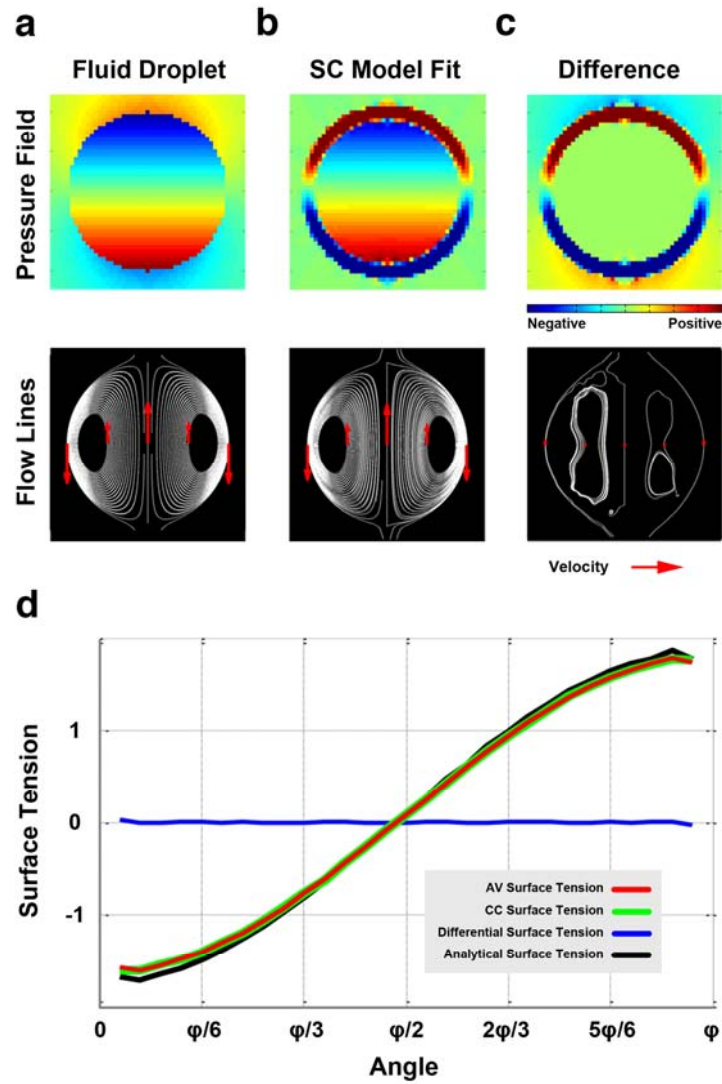 a
b
c
Fluid Droplet
SC Model Fit
Difference
Pressure Field
Negative
Positive
Flow Lines
Velocity
d
Surface Tension
1
0
-1
AV Surface Tension
CC Surface Tension
Differential Surface Tension
Analytical Surface Tension
0
φ/6
φ/3
φ/2
2φ/3
5φ/6
φ
Angle